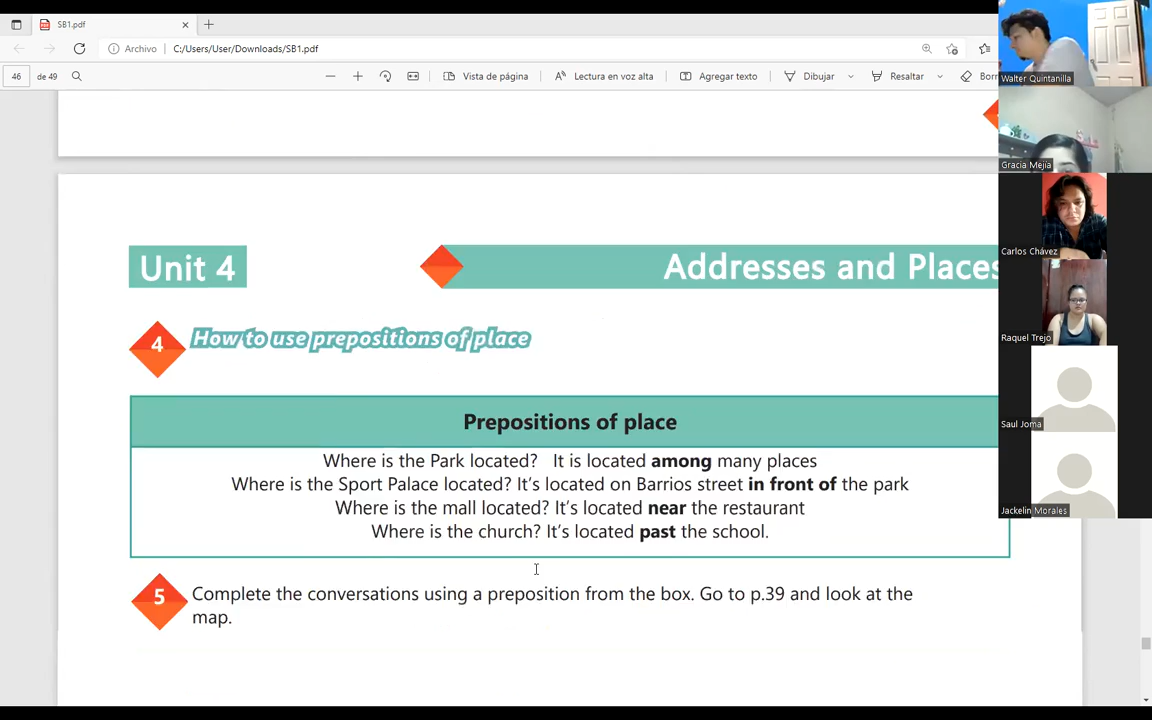 SB1.pdf
Archivo
C:/Users/User/Downloads/SB1.pdf
46
de 49
Vista de página
Lectura en voz alta
Agregar texto
Dibujar
Resaltar
Walter Quintanilla
Gracia Mejía
Carlos Chávez
Raquel Trejo
Saul Joma
Jackelin Morales
Unit 4
Addresses and Places
4
How to use prepositions of place
Prepositions of place
Where is the Park located? It is located among many places
Where is the Sport Palace located? It's located on Barrios street in front of the park
Where is the mall located? It's located near the restaurant
Where is the church? It's located past the school.
5
Complete the conversations using a preposition from the box. Go to p.39 and look at the
map.